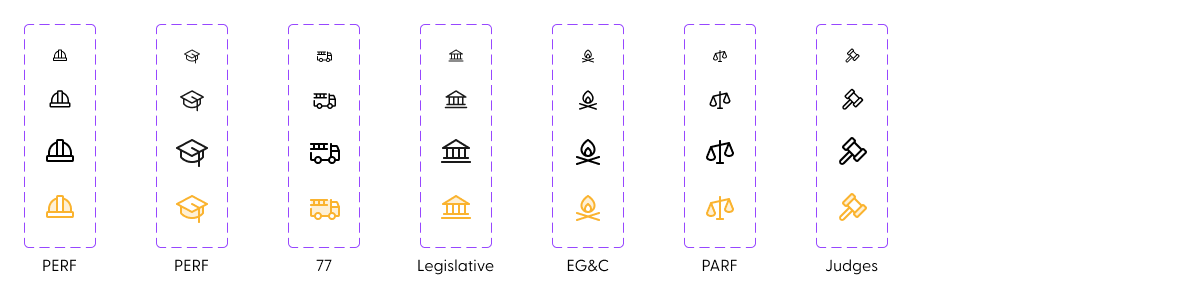 PERF
PERF
77
Legislative
EG&C
PARF
Judges